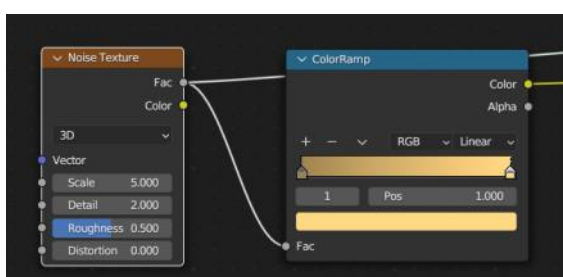 Noise Texture
Fac
Color
3D
Vector
Scale 5.000
Detail 2.000
Roughness 0.500
Distortion 0.000
ColorRamp
Color
Alpha
+ − RGB Linear
1 Pos 1.000
Fac